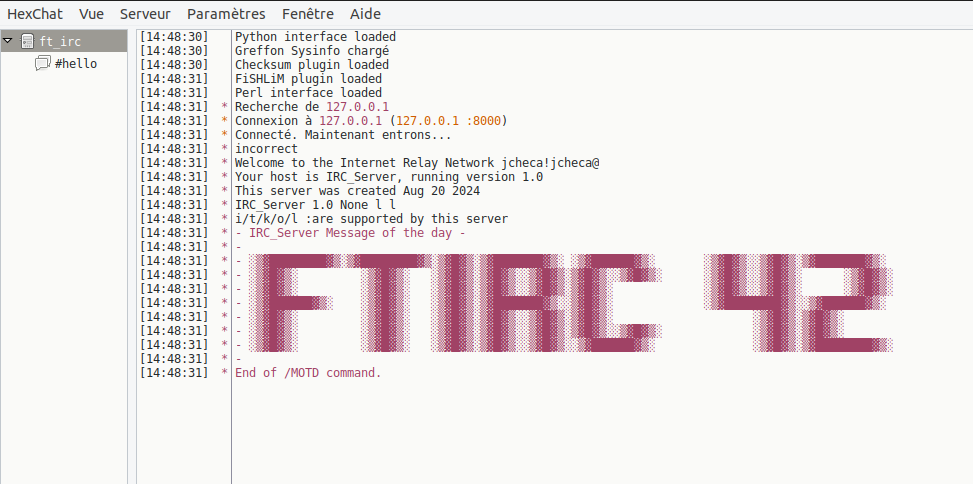 HexChat Vue Serveur Paramètres Fenêtre Aide
ft_irc
#hello
[14:48:30] Python interface loaded
[14:48:30] Greffon Sysinfo chargé
[14:48:30] Checksum plugin loaded
[14:48:31] FiSHLiM plugin loaded
[14:48:31] Perl interface loaded
[14:48:31] * Recherche de 127.0.0.1
[14:48:31] * Connexion à 127.0.0.1 (127.0.0.1 :8000)
[14:48:31] * Connecté. Maintenant entrons...
[14:48:31] * incorrect
[14:48:31] * Welcome to the Internet Relay Network jcheca!jcheca@
[14:48:31] * Your host is IRC_Server, running version 1.0
[14:48:31] * This server was created Aug 20 2024
[14:48:31] * IRC_Server 1.0 None l l
[14:48:31] * i/t/k/o/l :are supported by this server
[14:48:31] * - IRC_Server Message of the day -
[14:48:31] * -
[14:48:31] * -
[14:48:31] * -
[14:48:31] * -
[14:48:31] * - FT IRC 42
[14:48:31] * -
[14:48:31] * -
[14:48:31] * -
[14:48:31] * -
[14:48:31] * End of /MOTD command.